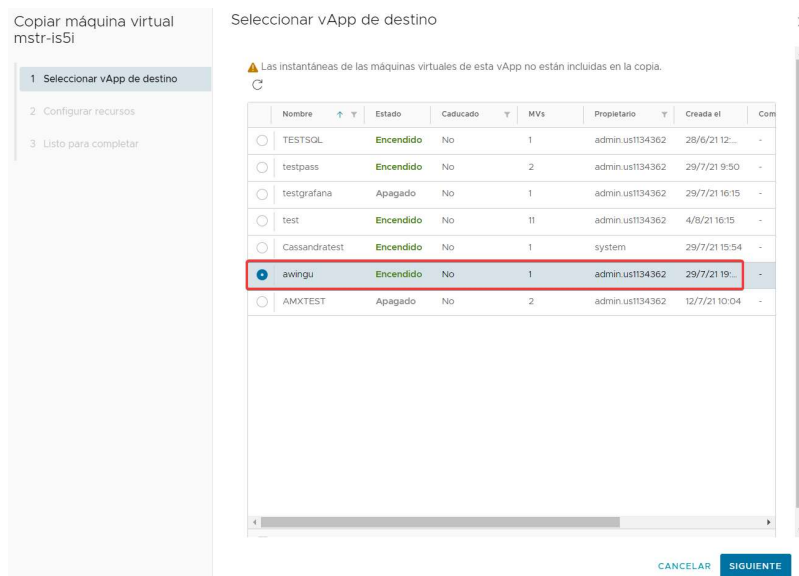 Copiar máquina virtual
mstr-is5i
1 Seleccionar vApp de destino
2 Configurar recursos
3 Listo para completar
Seleccionar vApp de destino
Las instantáneas de las máquinas virtuales de esta vApp no están incluidas en la copia.
Nombre Estado Caducado MVs Propietario Creada el Com
TESTSQL Encendido No 1 admin.us1134362 28/6/21 12:... -
testpass Encendido No 2 admin.us1134362 29/7/21 9:50 -
testgrafana Apagado No 1 admin.us1134362 29/7/21 16:15 -
test Encendido No 11 admin.us1134362 4/8/21 16:15 -
Cassandratest Encendido No 1 system 29/7/21 15:54 -
awingu Encendido No 1 admin.us1134362 29/7/21 19:... -
AMXTEST Apagado No 2 admin.us1134362 12/7/21 10:04 -
CANCELAR SIGUIENTE